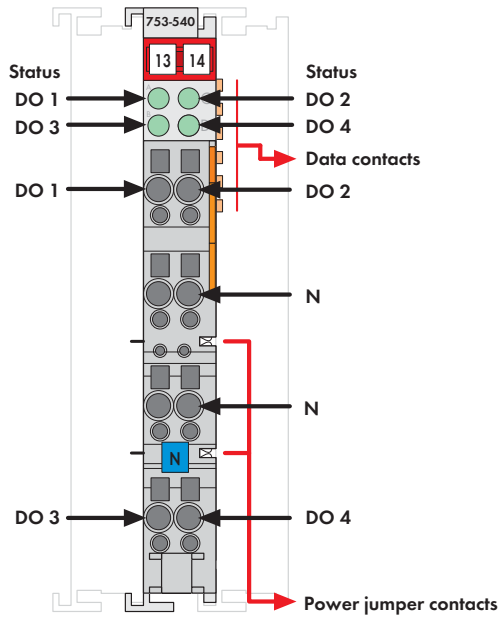 753-540
13 14
Status Status
DO 1 DO 2
DO 3 DO 4
Data contacts
DO 1 DO 2
N
N
N
DO 3 DO 4
Power jumper contacts